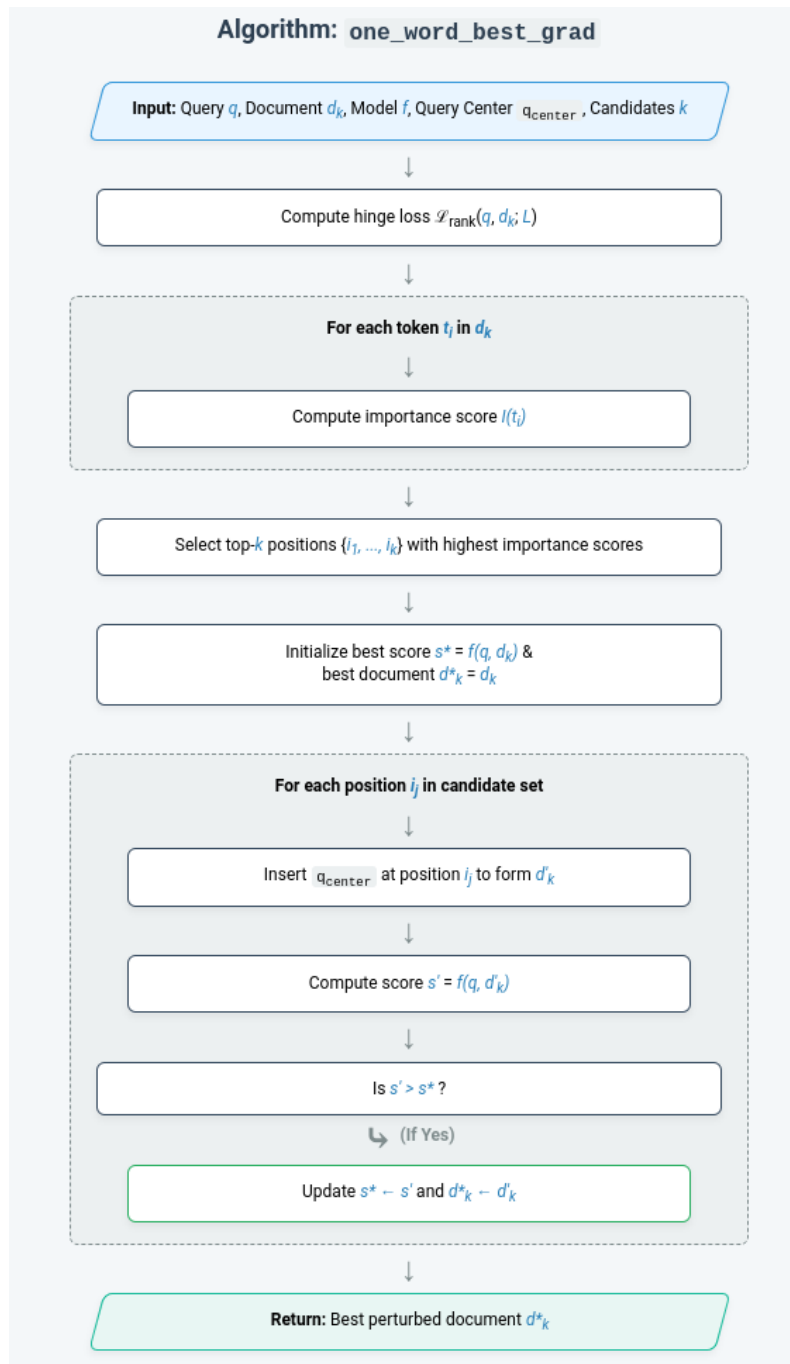 Algorithm: one_word_best_grad
Input: Query q, Document dₖ, Model f, Query Center q_center, Candidates k
↓
Compute hinge loss ℒ_rank(q, dₖ; L)
↓
For each token tᵢ in dₖ
↓
Compute importance score I(tᵢ)
↓
Select top-k positions {i₁, ..., iₖ} with highest importance scores
↓
Initialize best score s* = f(q, dₖ) &
best document d*ₖ = dₖ
↓
For each position iⱼ in candidate set
↓
Insert q_center at position iⱼ to form d'ₖ
↓
Compute score s' = f(q, d'ₖ)
↓
Is s' > s* ?
↳ (If Yes)
Update s* ← s' and d*ₖ ← d'ₖ
↓
Return: Best perturbed document d*ₖ